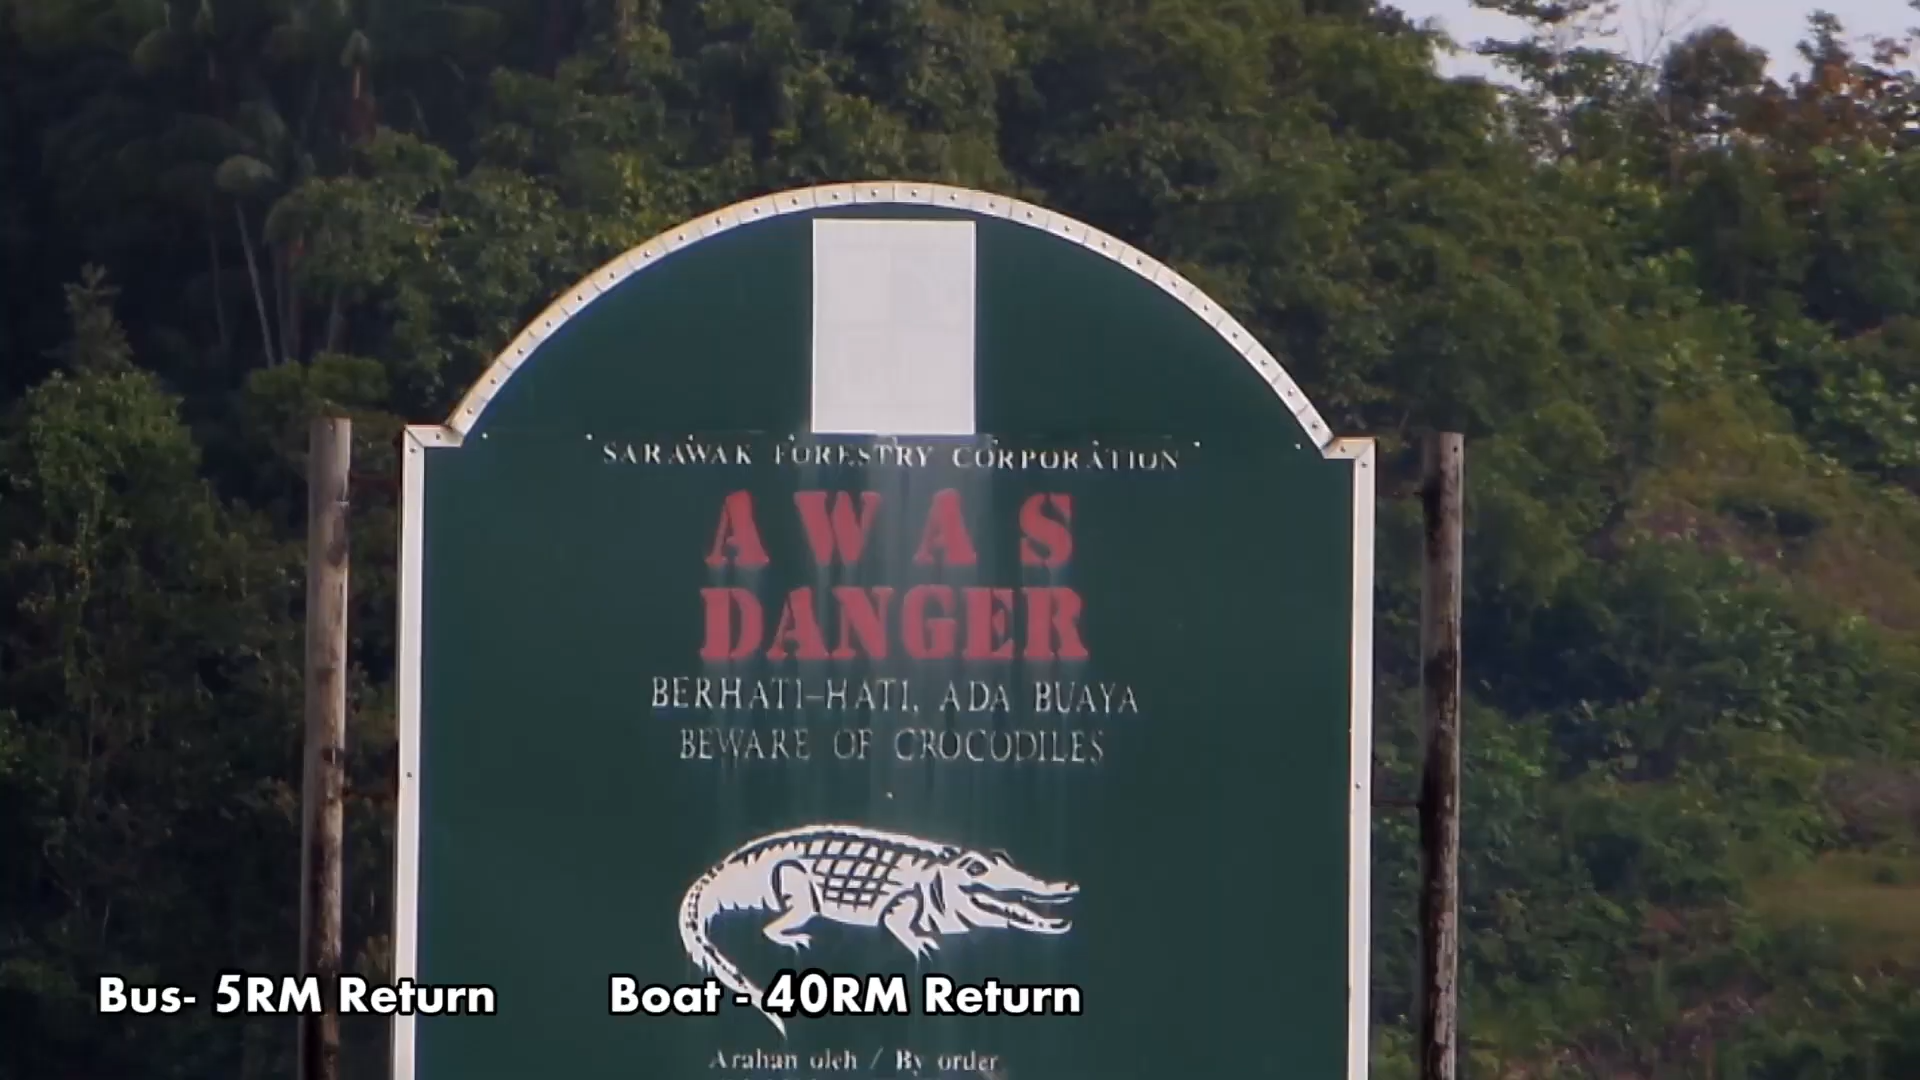 SARAWAK FORESTRY CORPORATION
AWAS
DANGER
BERHATI-HATI, ADA BUAYA
BEWARE OF CROCODILES
Bus- 5RM Return
Boat - 40RM Return
Arahan oleh / By order